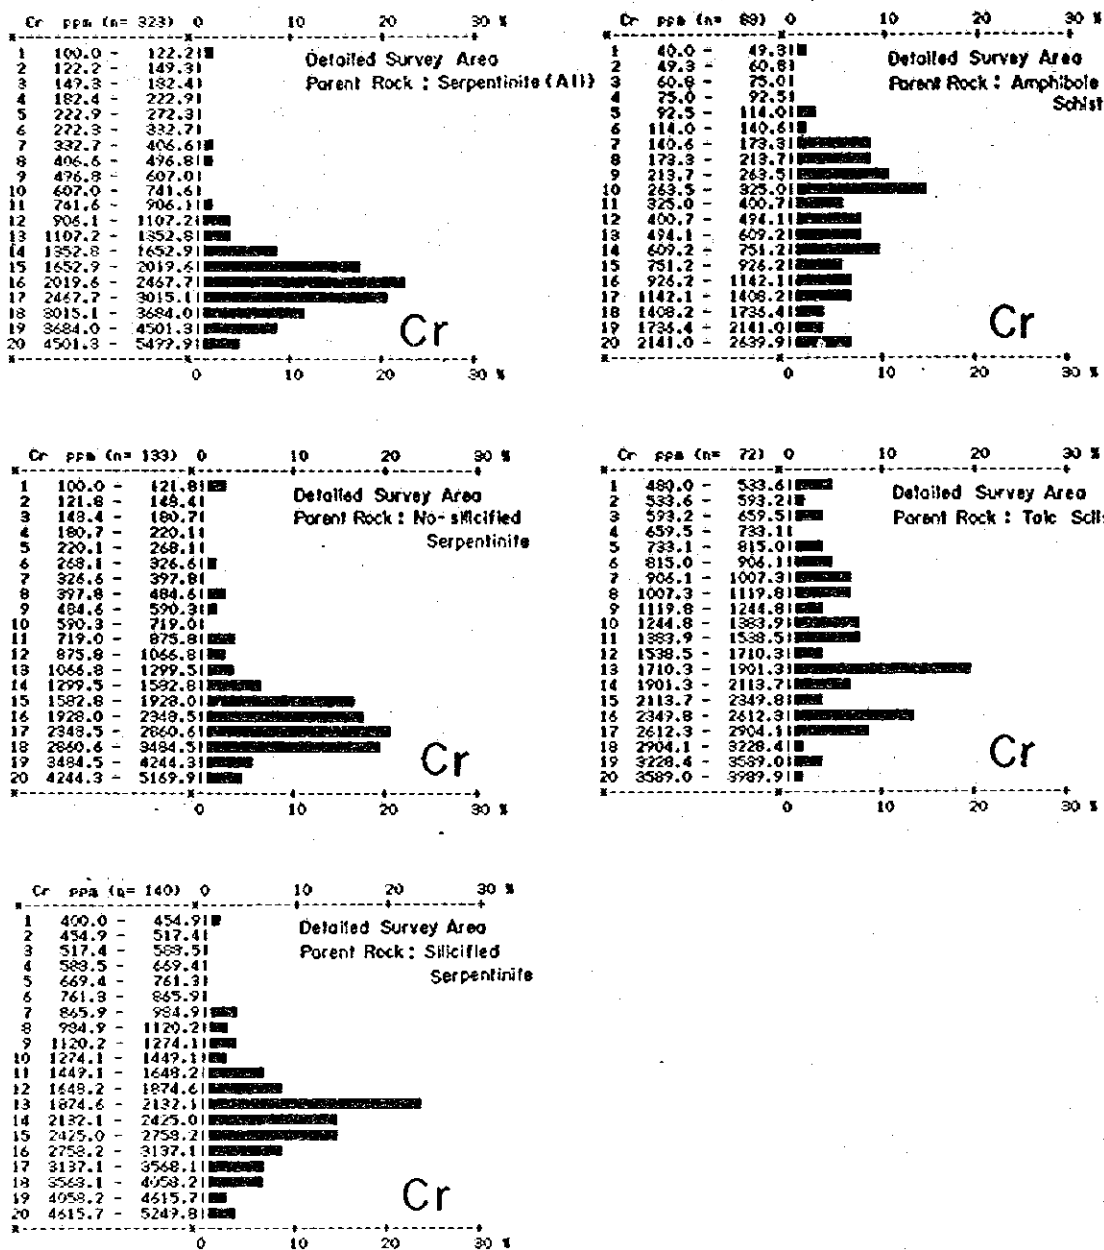 Cr ppm (n= 323) 0 10 20 30 %
Detailed Survey Area
Parent Rock : Serpentinite (All)
1 100.0 - 122.2
2 122.2 - 149.3
3 149.3 - 182.4
4 182.4 - 222.9
5 222.9 - 272.3
6 272.3 - 332.7
7 332.7 - 406.6
8 406.6 - 496.8
9 496.8 - 607.0
10 607.0 - 741.6
11 741.6 - 906.1
12 906.1 - 1107.2
13 1107.2 - 1352.8
14 1352.8 - 1652.9
15 1652.9 - 2019.6
16 2019.6 - 2467.7
17 2467.7 - 3015.1
18 3015.1 - 3684.0
19 3684.0 - 4501.3
20 4501.3 - 5499.9
Cr
0 10 20 30 %
Cr ppm (n= 89) 0 10 20 30 %
Detailed Survey Area
Parent Rock : Amphibole
Schist
1 40.0 - 49.3
2 49.3 - 60.8
3 60.8 - 75.0
4 75.0 - 92.5
5 92.5 - 114.0
6 114.0 - 140.6
7 140.6 - 173.3
8 173.3 - 213.7
9 213.7 - 263.5
10 263.5 - 325.0
11 325.0 - 400.7
12 400.7 - 494.1
13 494.1 - 609.2
14 609.2 - 751.2
15 751.2 - 926.2
16 926.2 - 1142.1
17 1142.1 - 1408.2
18 1408.2 - 1736.4
19 1736.4 - 2141.0
20 2141.0 - 2639.9
Cr
0 10 20 30 %
Cr ppm (n= 133) 0 10 20 30 %
Detailed Survey Area
Parent Rock : No-silicified
Serpentinite
1 100.0 - 121.8
2 121.8 - 148.4
3 148.4 - 180.7
4 180.7 - 220.1
5 220.1 - 268.1
6 268.1 - 326.6
7 326.6 - 397.8
8 397.8 - 484.6
9 484.6 - 590.3
10 590.3 - 719.0
11 719.0 - 875.8
12 875.8 - 1066.8
13 1066.8 - 1299.5
14 1299.5 - 1582.8
15 1582.8 - 1928.0
16 1928.0 - 2348.5
17 2348.5 - 2860.6
18 2860.6 - 3484.5
19 3484.5 - 4244.3
20 4244.3 - 5169.9
Cr
0 10 20 30 %
Cr ppm (n= 72) 0 10 20 30 %
Detailed Survey Area
Parent Rock : Talc
1 480.0 - 533.6
2 533.6 - 593.2
3 593.2 - 659.5
4 659.5 - 733.1
5 733.1 - 815.0
6 815.0 - 906.1
7 906.1 - 1007.3
8 1007.3 - 1119.8
9 1119.8 - 1244.8
10 1244.8 - 1383.9
11 1383.9 - 1538.5
12 1538.5 - 1710.3
13 1710.3 - 1901.3
14 1901.3 - 2113.7
15 2113.7 - 2349.8
16 2349.8 - 2612.3
17 2612.3 - 2904.1
18 2904.1 - 3228.4
19 3228.4 - 3589.0
20 3589.0 - 3989.9
Cr
0 10 20 30 %
Cr ppm (n= 140) 0 10 20 30 %
Detailed Survey Area
Parent Rock : Silicified
Serpentinite
1 400.0 - 454.9
2 454.9 - 517.4
3 517.4 - 588.5
4 588.5 - 669.4
5 669.4 - 761.3
6 761.3 - 865.9
7 865.9 - 984.9
8 984.9 - 1120.2
9 1120.2 - 1274.1
10 1274.1 - 1449.1
11 1449.1 - 1648.2
12 1648.2 - 1874.6
13 1874.6 - 2132.1
14 2132.1 - 2425.0
15 2425.0 - 2758.2
16 2758.2 - 3137.1
17 3137.1 - 3568.1
18 3568.1 - 4058.2
19 4058.2 - 4615.7
20 4615.7 - 5249.8
Cr
0 10 20 30 %